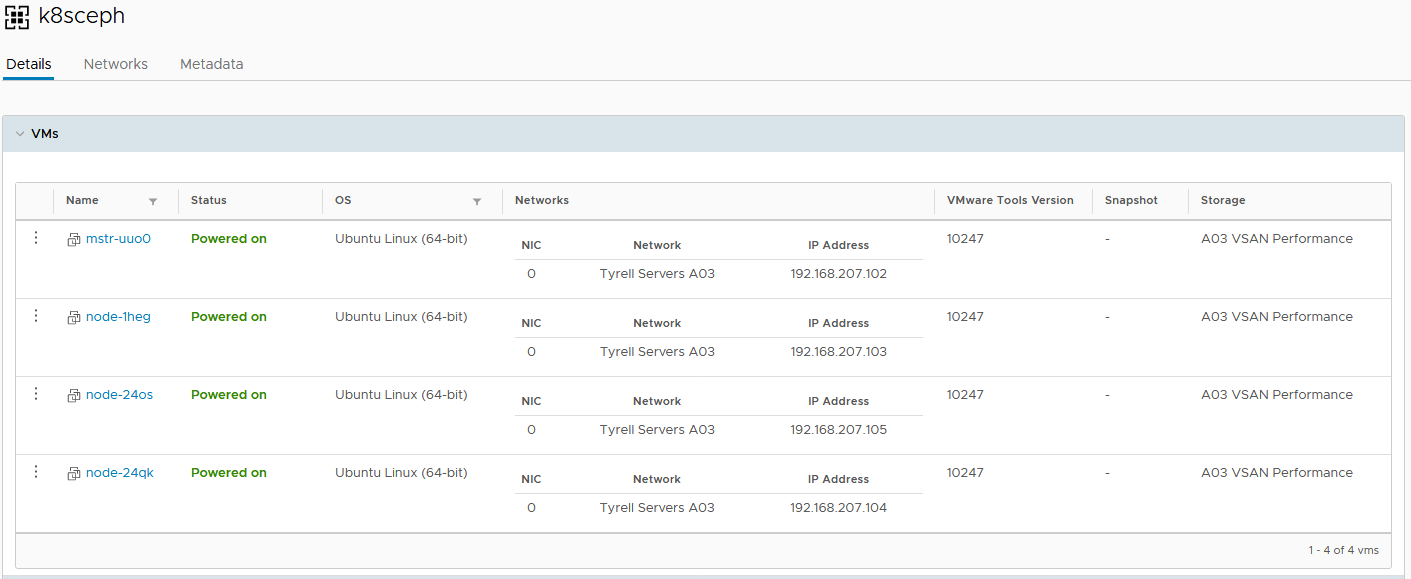 k8sceph
Details Networks Metadata
VMs
Name Status OS Networks VMware Tools Version Snapshot Storage
mstr-uuo0 Powered on Ubuntu Linux (64-bit) 10247 - A03 VSAN Performance
NIC Network IP Address
0 Tyrell Servers A03 192.168.207.102
node-1heg Powered on Ubuntu Linux (64-bit) 10247 - A03 VSAN Performance
NIC Network IP Address
0 Tyrell Servers A03 192.168.207.103
node-24os Powered on Ubuntu Linux (64-bit) 10247 - A03 VSAN Performance
NIC Network IP Address
0 Tyrell Servers A03 192.168.207.105
node-24qk Powered on Ubuntu Linux (64-bit) 10247 - A03 VSAN Performance
NIC Network IP Address
0 Tyrell Servers A03 192.168.207.104
1 - 4 of 4 vms